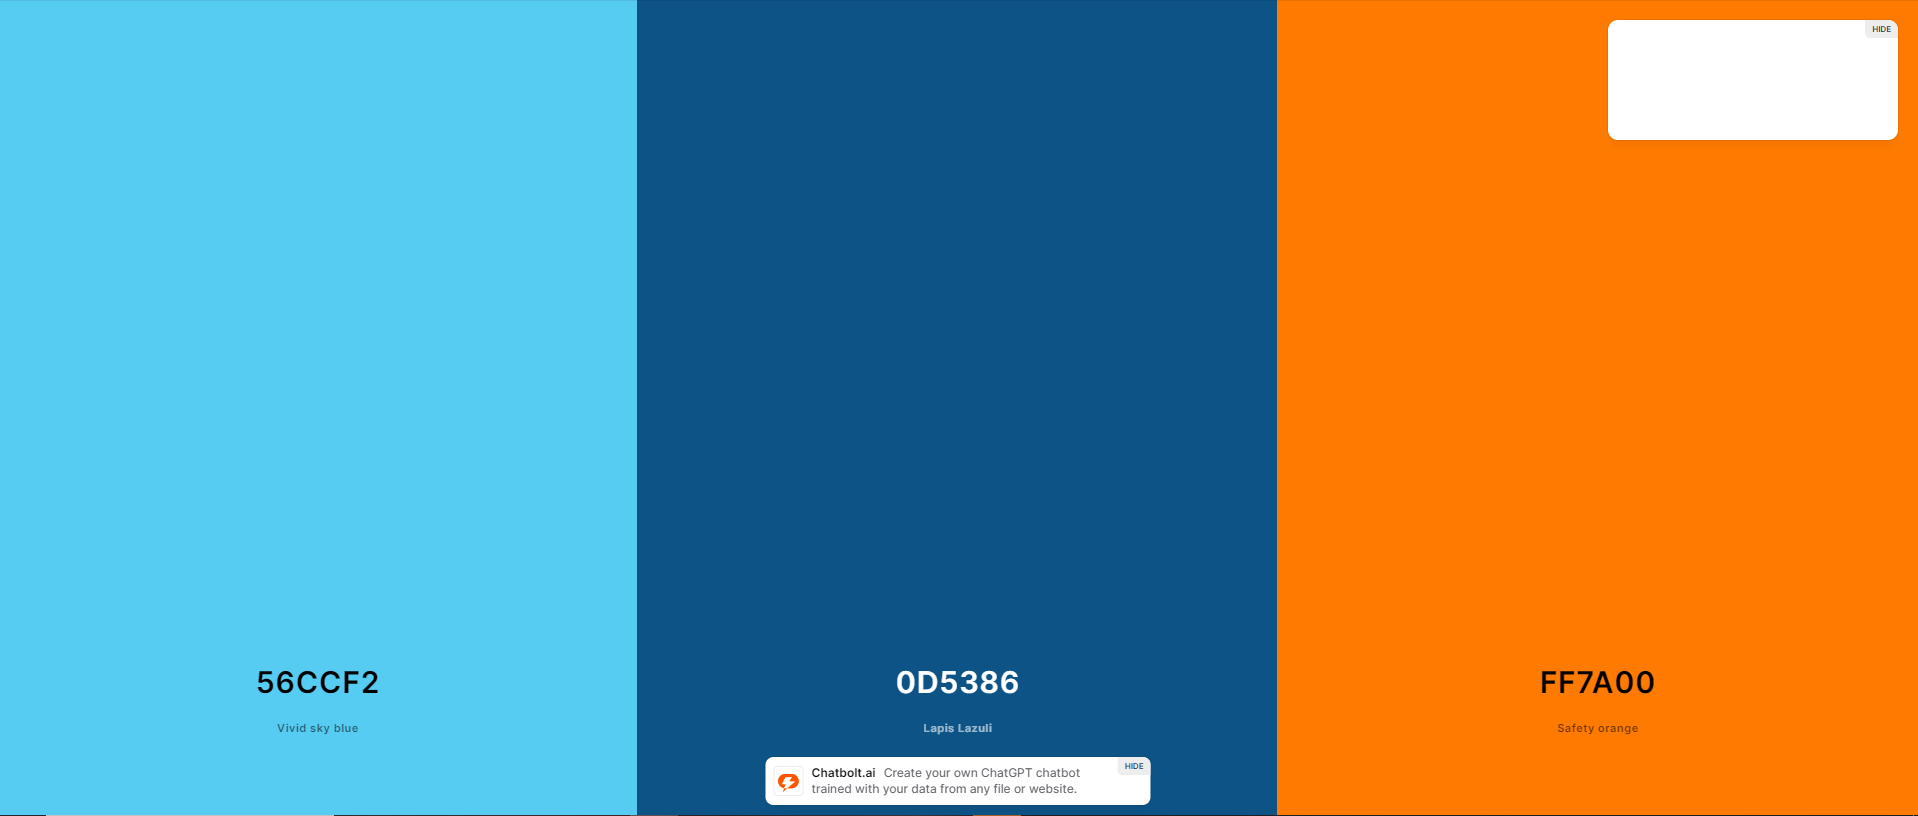 HIDE
56CCF2
Vivid sky blue
0D5386
Lapis Lazuli
FF7A00
Safety orange
Chatbolt.ai Create your own ChatGPT chatbot
trained with your data from any file or website.
HIDE